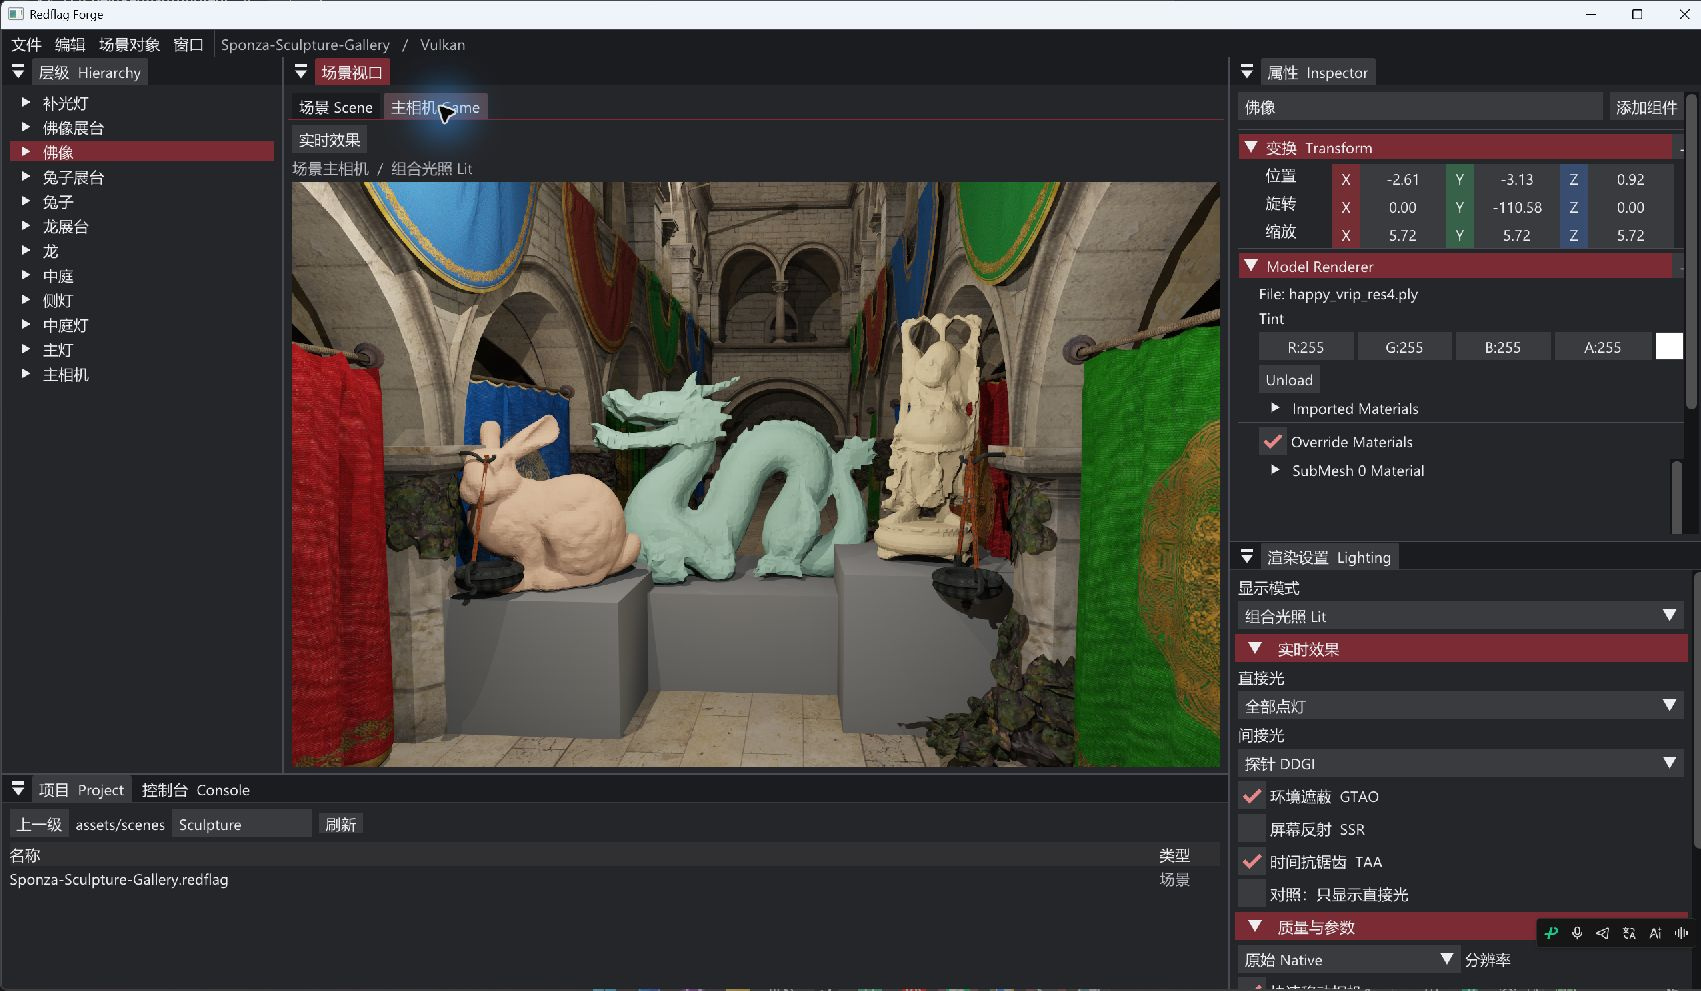 Redflag Forge
文件 编辑 场景对象 窗口 Sponza-Sculpture-Gallery / Vulkan
层级 Hierarchy
补光灯
佛像展台
佛像
兔子展台
兔子
龙展台
龙
中庭
侧灯
中庭灯
主灯
主相机
场景视口
场景 Scene 主相机 Game
实时效果
场景主相机 / 组合光照 Lit
属性 Inspector
佛像 添加组件
变换 Transform
位置 X -2.61 Y -3.13 Z 0.92
旋转 X 0.00 Y -110.58 Z 0.00
缩放 X 5.72 Y 5.72 Z 5.72
Model Renderer
File: happy_vrip_res4.ply
Tint
R:255 G:255 B:255 A:255
Unload
Imported Materials
Override Materials
SubMesh 0 Material
渲染设置 Lighting
显示模式
组合光照 Lit
实时效果
直接光
全部点灯
间接光
探针 DDGI
环境遮蔽 GTAO
屏幕反射 SSR
时间抗锯齿 TAA
对照：只显示直接光
质量与参数
原始 Native 分辨率
项目 Project 控制台 Console
上一级 assets/scenes Sculpture 刷新
名称 类型
Sponza-Sculpture-Gallery.redflag 场景